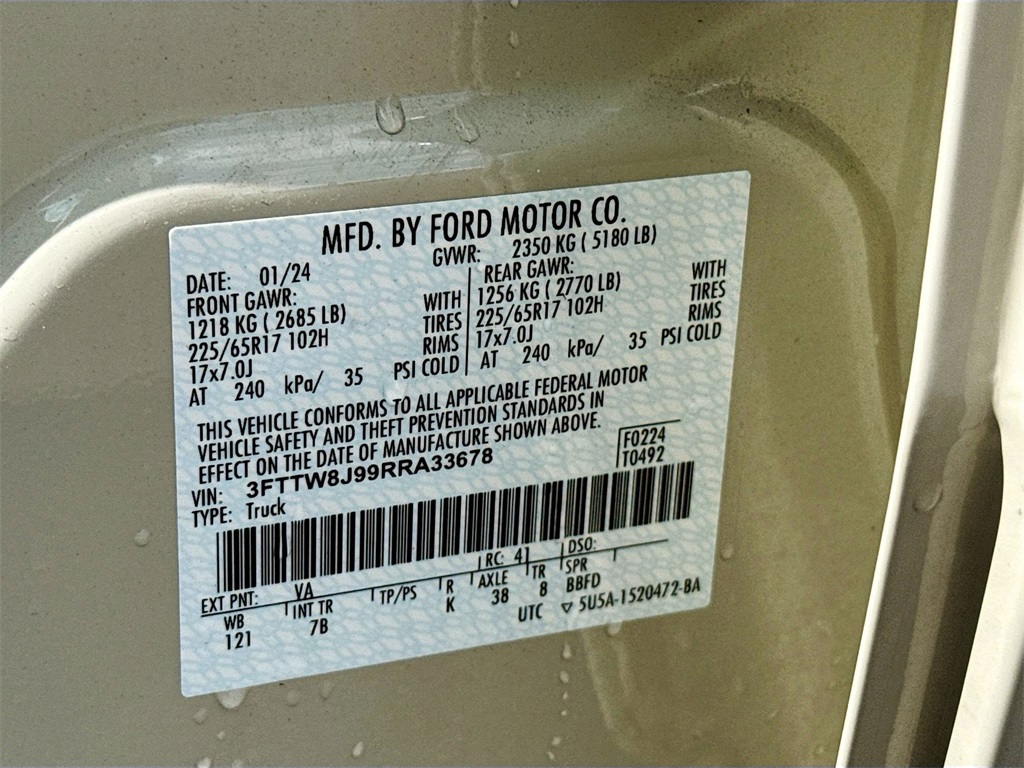 MFD. BY FORD MOTOR CO.
DATE: 01/24 GVWR: 2350 KG ( 5180 LB)
FRONT GAWR: REAR GAWR:
1218 KG ( 2685 LB) WITH 1256 KG ( 2770 LB) WITH
225/65R17 102H TIRES 225/65R17 102H TIRES
17x7.0J RIMS 17x7.0J RIMS
AT 240 kPa/ 35 PSI COLD AT 240 kPa/ 35 PSI COLD
THIS VEHICLE CONFORMS TO ALL APPLICABLE FEDERAL MOTOR
VEHICLE SAFETY AND THEFT PREVENTION STANDARDS IN
EFFECT ON THE DATE OF MANUFACTURE SHOWN ABOVE.
F0224
T0492
VIN: 3FTTW8J99RRA33678
TYPE: Truck
EXT PNT: VA RC: 41 DSO:
WB INT TR TP/PS R AXLE TR SPR
121 7B K 38 8 BBFD
UTC ▽ 5U5A-1520472-BA